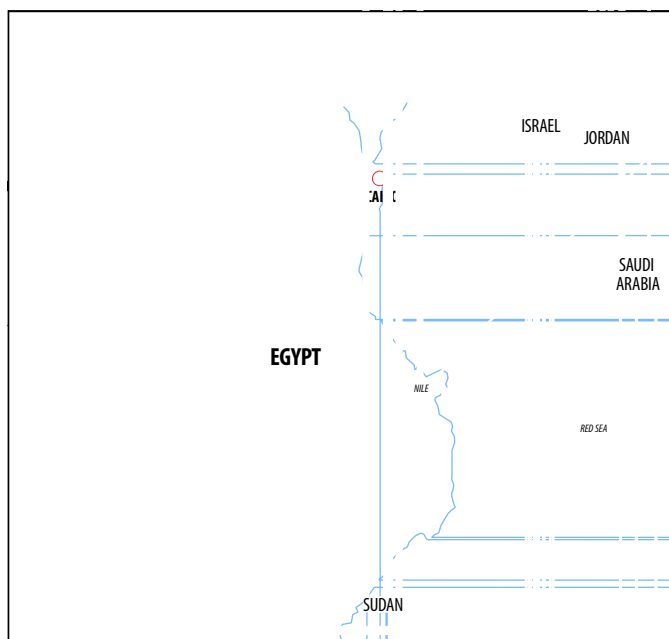 ISRAEL
JORDAN
SAUDI
ARABIA
EGYPT
NILE
RED SEA
SUDAN